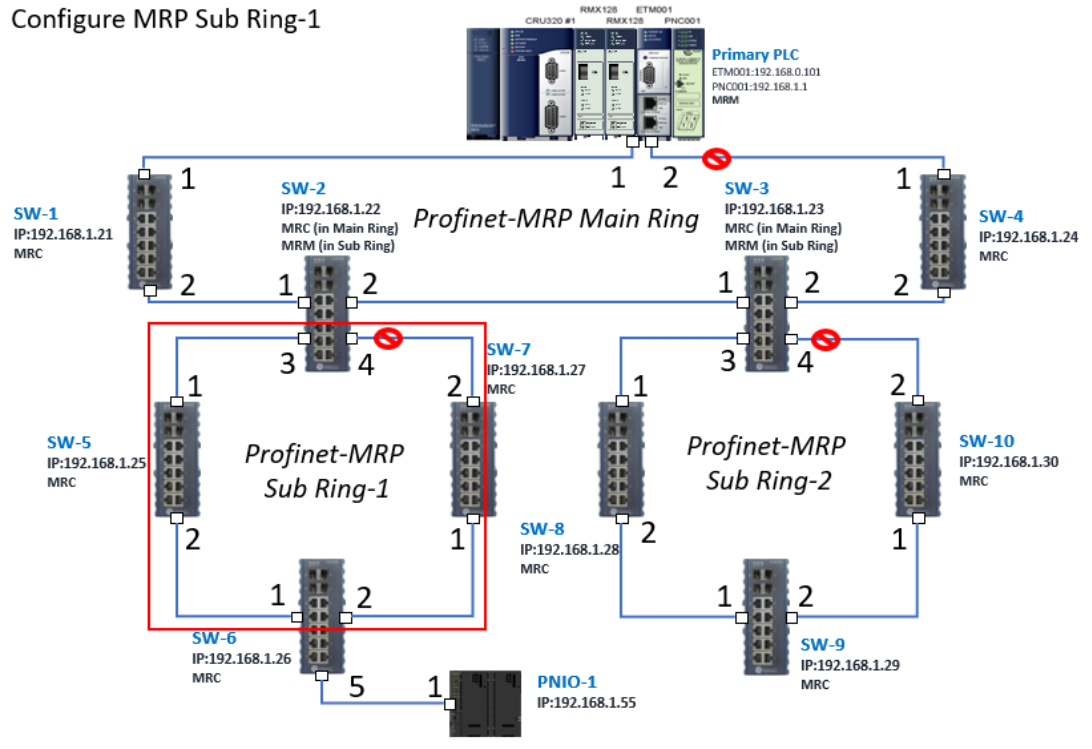 Configure MRP Sub Ring-1
RMX128
ETM001
CRU320 #1
RMX128
PNC001
Primary PLC
ETM001:192.168.0.101
PNC001:192.168.1.1
MRM
1
2
1
1
SW-1
IP:192.168.1.21
MRC
SW-2
IP:192.168.1.22
MRC (in Main Ring)
MRM (in Sub Ring)
Profinet-MRP Main Ring
SW-3
IP:192.168.1.23
MRC (in Main Ring)
MRM (in Sub Ring)
SW-4
IP:192.168.1.24
MRC
2
1
2
1
2
2
3
4
3
4
SW-7
IP:192.168.1.27
MRC
1
2
1
2
SW-5
IP:192.168.1.25
MRC
Profinet-MRP
Sub Ring-1
Profinet-MRP
Sub Ring-2
SW-10
IP:192.168.1.30
MRC
2
1
SW-8
IP:192.168.1.28
MRC
2
1
1
2
1
2
SW-6
IP:192.168.1.26
MRC
SW-9
IP:192.168.1.29
MRC
5
1
PNIO-1
IP:192.168.1.55